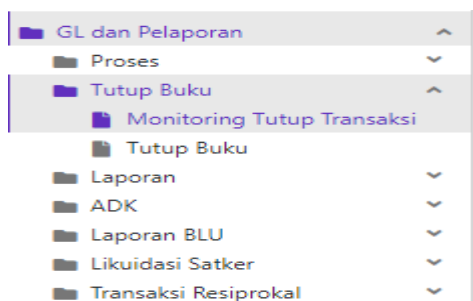 GL dan Pelaporan
Proses
Tutup Buku
Monitoring Tutup Transaksi
Tutup Buku
Laporan
ADK
Laporan BLU
Likuidasi Satker
Transaksi Resiprokal